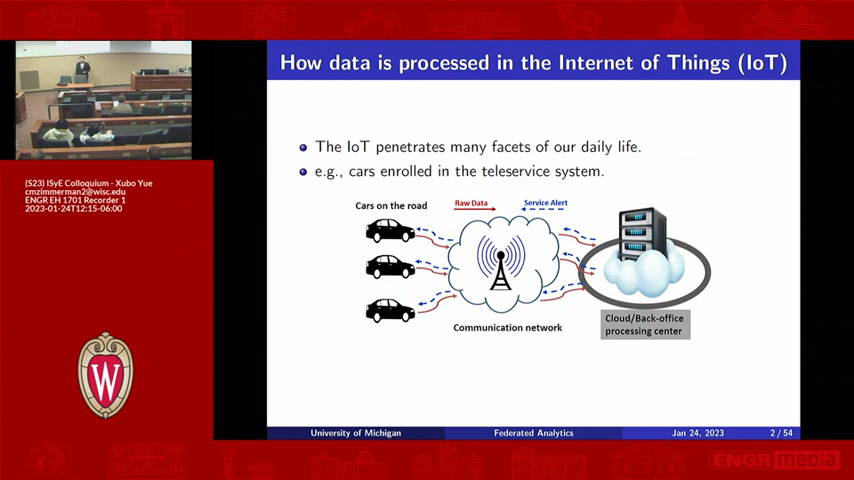 How data is processed in the Internet of Things (IoT)
The IoT penetrates many facets of our daily life.
e.g., cars enrolled in the teleservice system.
Cars on the road
Raw Data
Service Alert
Communication network
Cloud/Back-office
processing center
University of Michigan
Federated Analytics
Jan 24, 2023
2 / 54
(S23) ISyE Colloquium - Xubo Yue
cmzimmerman2@wisc.edu
ENGR EH 1701 Recorder 1
2023-01-24T12:15-06:00
W
ENGR media